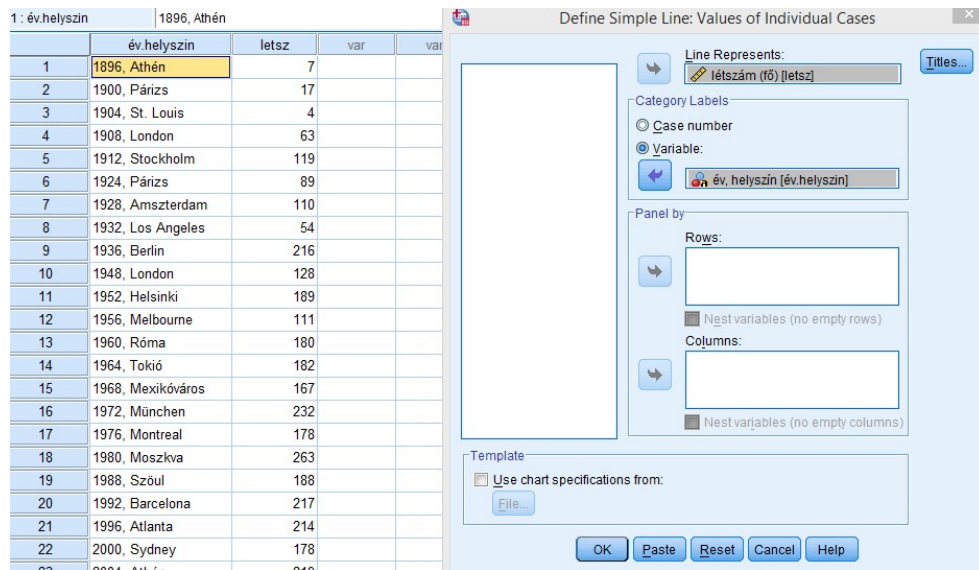 1 : év.helyszin 1896, Athén
év.helyszin letsz var var
1 1896, Athén 7
2 1900, Párizs 17
3 1904, St. Louis 4
4 1908, London 63
5 1912, Stockholm 119
6 1924, Párizs 89
7 1928, Amszterdam 110
8 1932, Los Angeles 54
9 1936, Berlin 216
10 1948, London 128
11 1952, Helsinki 189
12 1956, Melbourne 111
13 1960, Róma 180
14 1964, Tokió 182
15 1968, Mexikóváros 167
16 1972, München 232
17 1976, Montreal 178
18 1980, Moszkva 263
19 1988, Szöul 188
20 1992, Barcelona 217
21 1996, Atlanta 214
22 2000, Sydney 178
Define Simple Line: Values of Individual Cases
Line Represents:
létszám (fő) [letsz]
Titles...
Category Labels
Case number
Variable:
év, helyszín [év.helyszin]
Panel by
Rows:
Nest variables (no empty rows)
Columns:
Nest variables (no empty columns)
Template
Use chart specifications from:
File...
OK Paste Reset Cancel Help